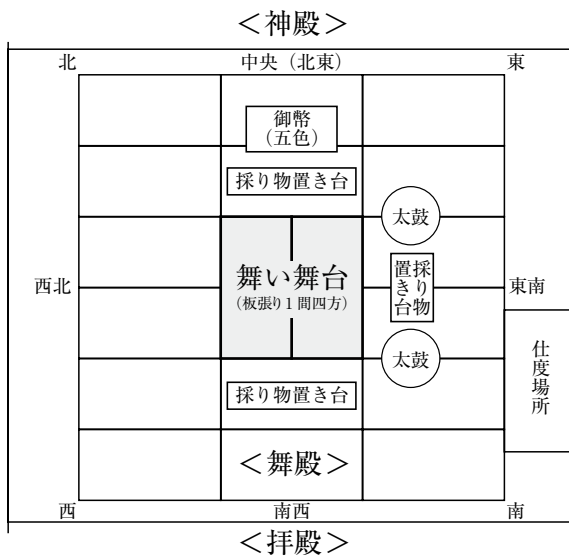 ＜神殿＞
北
中央（北東）
東
御幣
（五色）
採り物置き台
太鼓
西北
舞い舞台
（板張り１間四方）
採り物
置き台
東南
太鼓
仕度場所
採り物置き台
＜舞殿＞
西
南西
南
＜拝殿＞